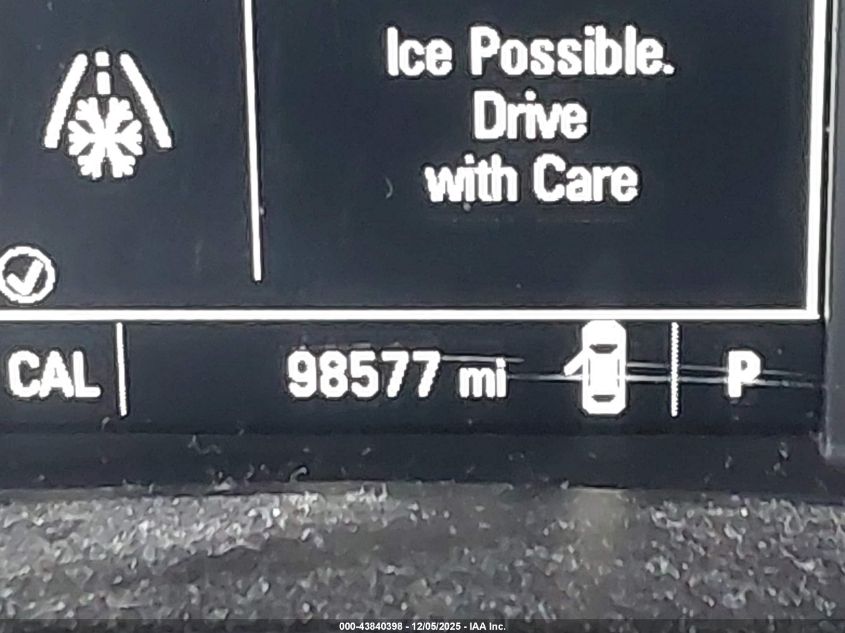 Ice Possible.
Drive
with Care
CAL
98577 mi
P
000-43840398 - 12/05/2025 - IAA Inc.